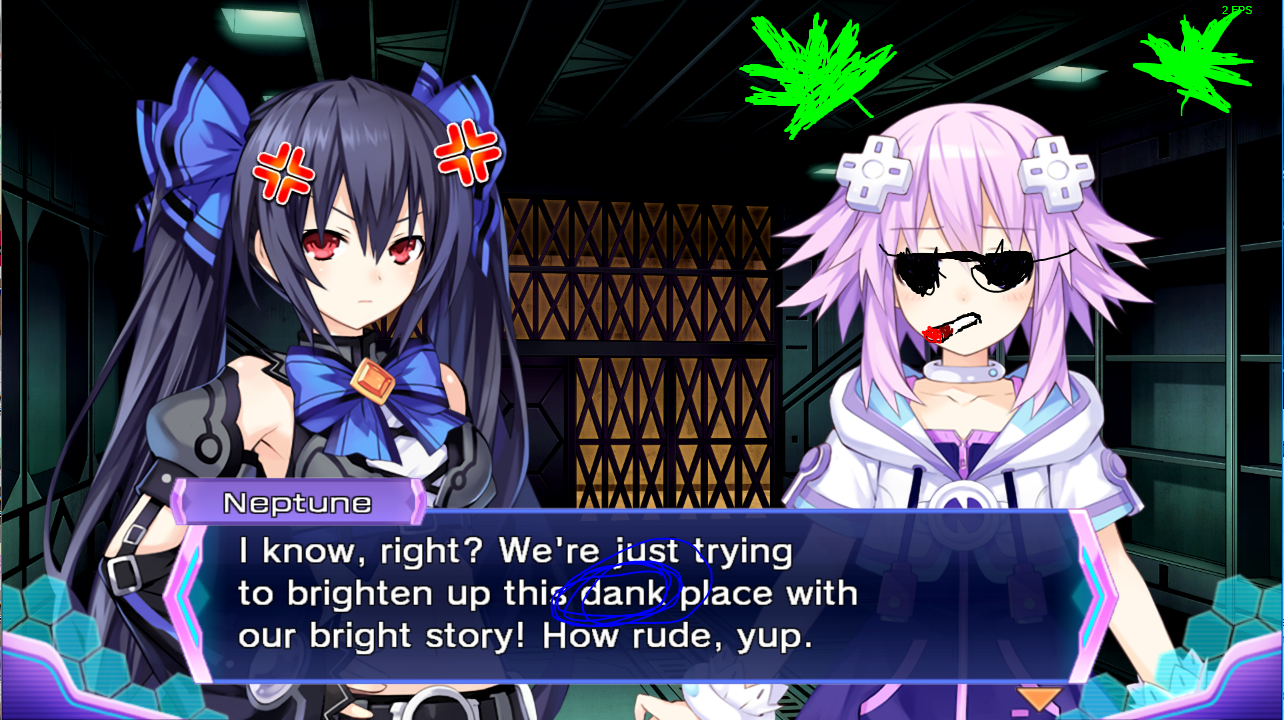 2 FPS
Neptune
I know, right? We're just trying
to brighten up this dank place with
our bright story! How rude, yup.